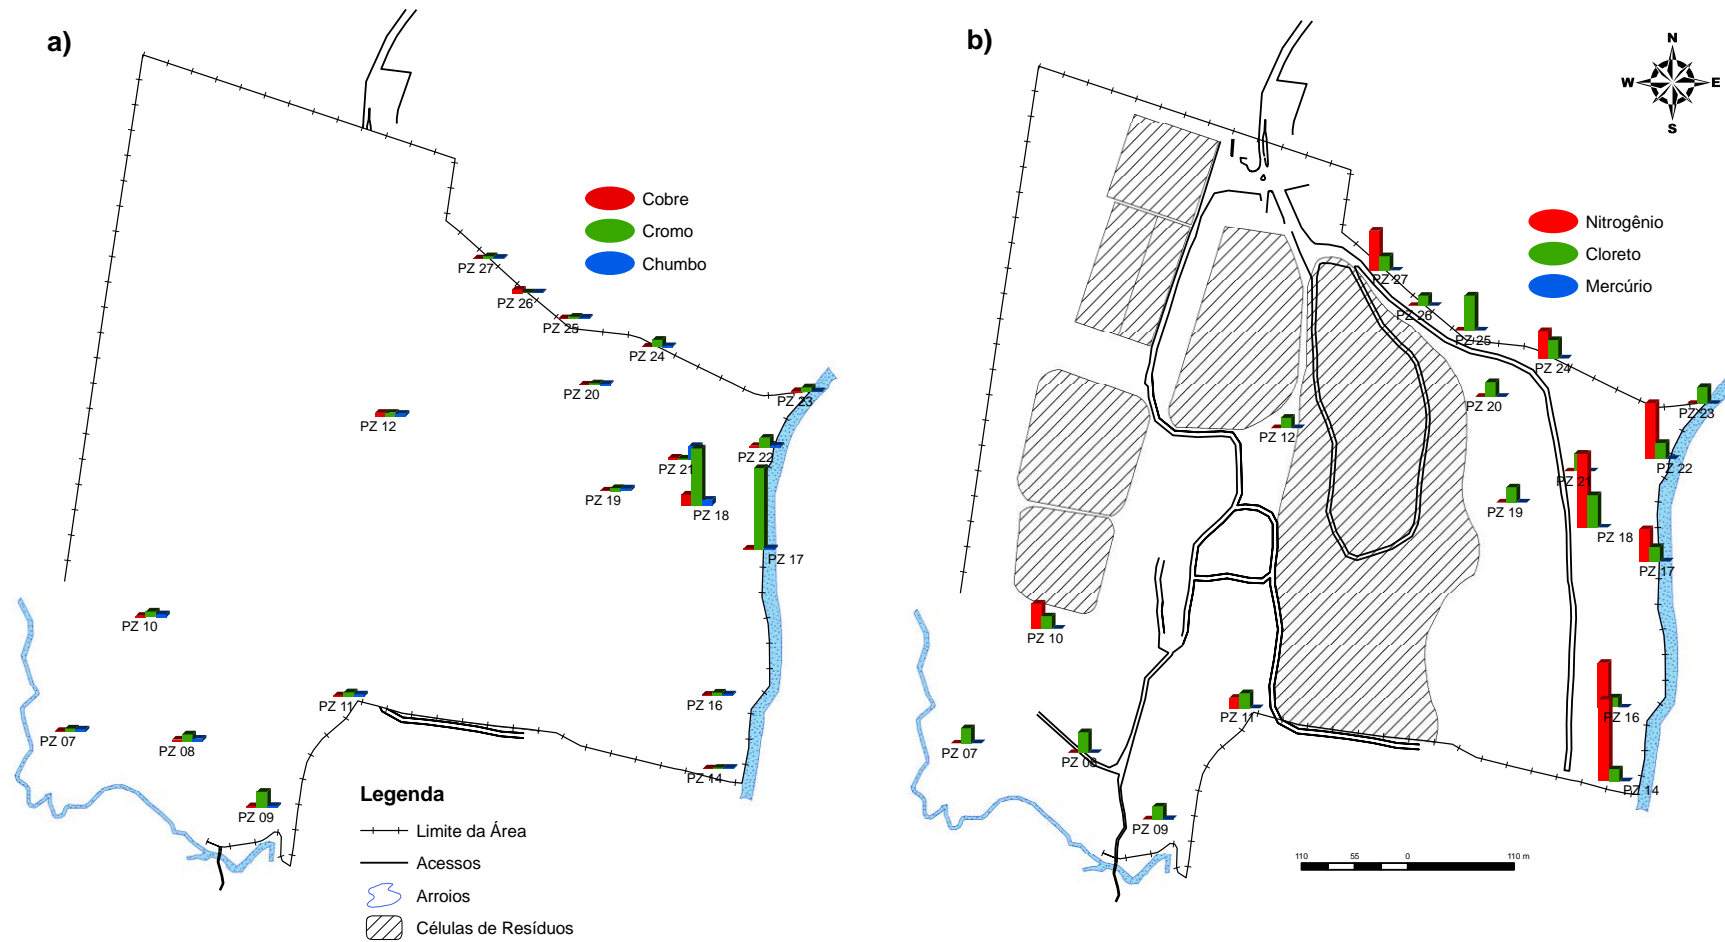 a)
Cobre
Cromo
Chumbo
PZ 27
PZ 26
PZ 25
PZ 24
PZ 20
PZ 23
PZ 12
PZ 22
PZ 21
PZ 19
PZ 18
PZ 17
PZ 10
PZ 11
PZ 16
PZ 07
PZ 08
PZ 14
PZ 09
Legenda
Limite da Área
Acessos
Arroios
Células de Resíduos
b)
N
W
E
S
Nitrogênio
Cloreto
Mercúrio
PZ 27
PZ 26
PZ 25
PZ 24
PZ 20
PZ 23
PZ 12
PZ 22
PZ 21
PZ 19
PZ 18
PZ 17
PZ 10
PZ 11
PZ 16
PZ 07
PZ 08
PZ 14
PZ 09
110 55 0 110 m